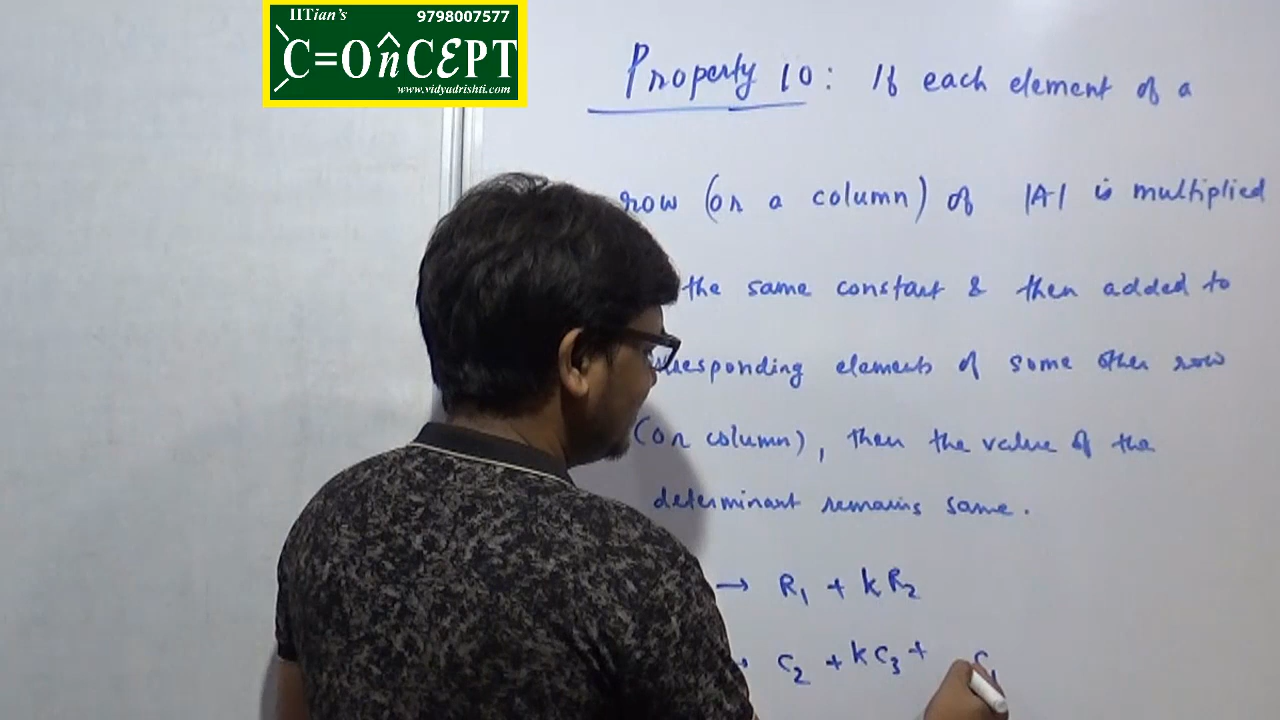 IITian's 9798007577
C=OnCEPT
www.vidyadrishti.com
Property 10: If each element of a
row (or a column) of |A| is multiplied
the same constant & then added to
elements of some other row
(or column), then the value of the
determinant remains same.
→ R₁ + kR₂
C₂ + kC₃ + C₁